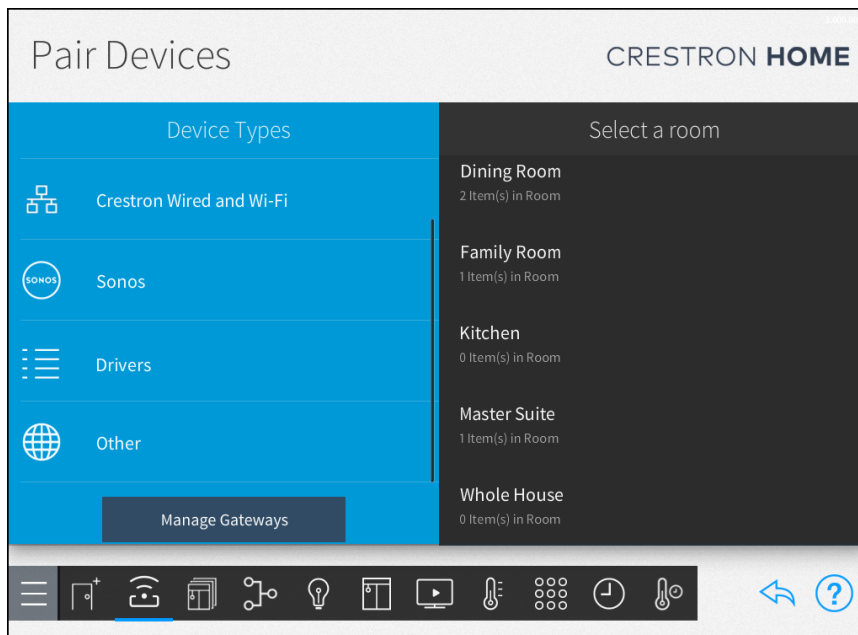 Pair Devices
CRESTRON HOME
Device Types
Crestron Wired and Wi-Fi
SONOS
Sonos
Drivers
Other
Manage Gateways
Select a room
Dining Room
2 Item(s) in Room
Family Room
1 Item(s) in Room
Kitchen
0 Item(s) in Room
Master Suite
1 Item(s) in Room
Whole House
0 Item(s) in Room
?